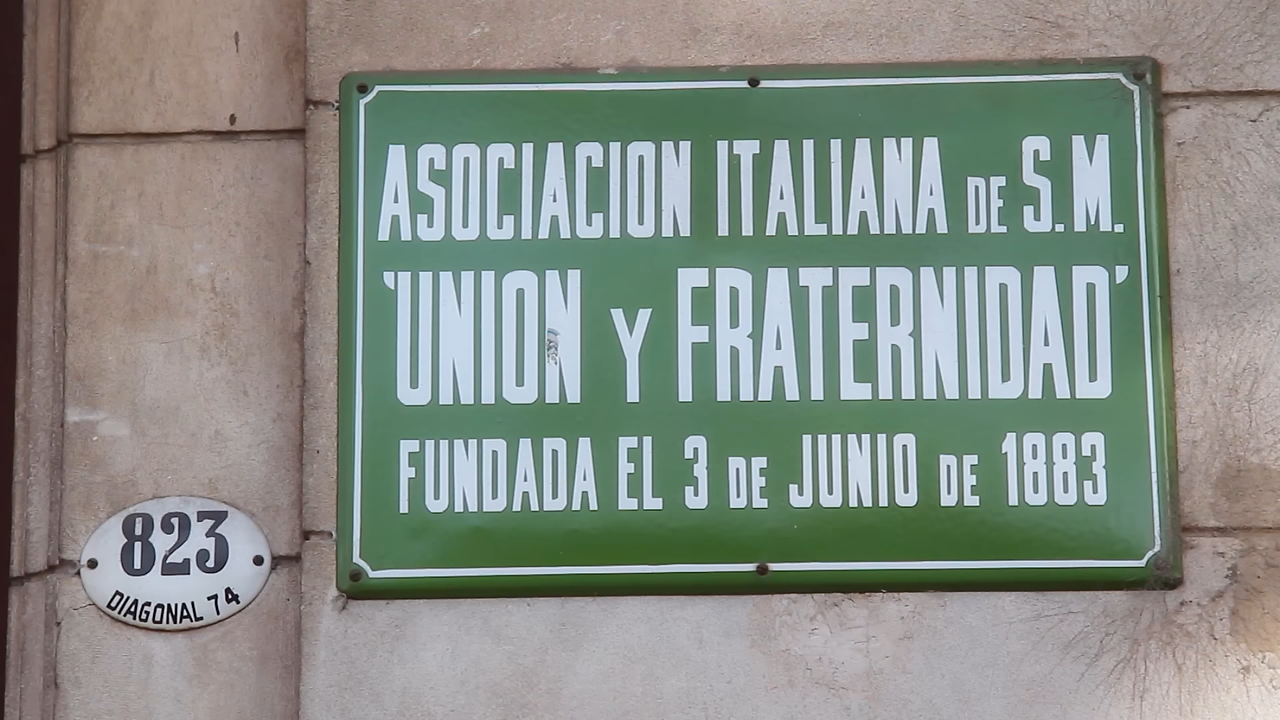 ASOCIACION ITALIANA DE S.M.
'UNION Y FRATERNIDAD'
FUNDADA EL 3 DE JUNIO DE 1883
823
DIAGONAL 74